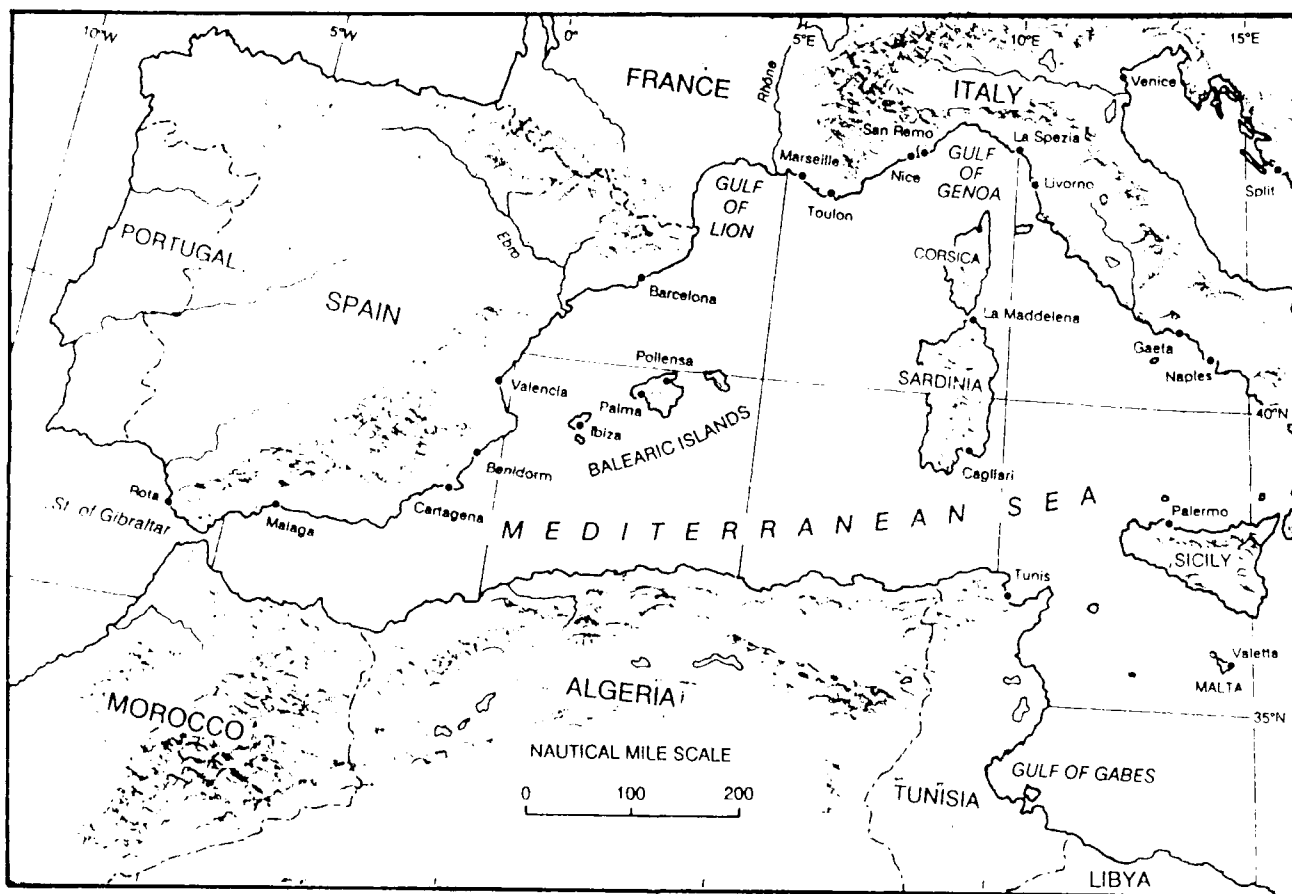 10°W
5°W
0°
5°E
10°E
15°E
FRANCE
Rhône
ITALY
Venice
San Remo
La Spezia
Marseille
Nice
GULF
OF
GENOA
GULF
OF
LION
Toulon
Livorno
Split
PORTUGAL
Ebro
CORSICA
Barcelona
SPAIN
La Maddelena
Gaeta
Naples
Pollensa
Valencia
Palma
SARDINIA
40°N
Ibiza
BALEARIC ISLANDS
Benidorm
Cagliari
Rota
St. of Gibraltar
Malaga
Cartagena
MEDITERRANEAN SEA
Palermo
SICILY
Tunis
Valetta
MALTA
ALGERIA
MOROCCO
35°N
NAUTICAL MILE SCALE
0 100 200
GULF OF GABES
TUNISIA
LIBYA